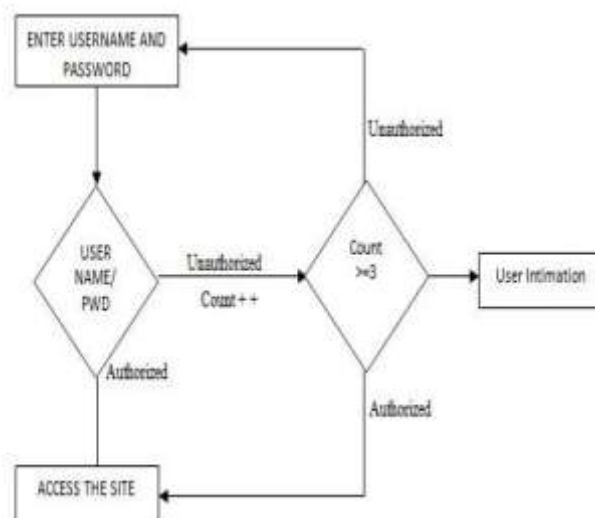 ENTER USERNAME AND
PASSWORD
Unauthorized
USER
NAME/
PWD
Unauthorized
Count++
Count
>=3
User Intimation
Authorized
Authorized
ACCESS THE SITE